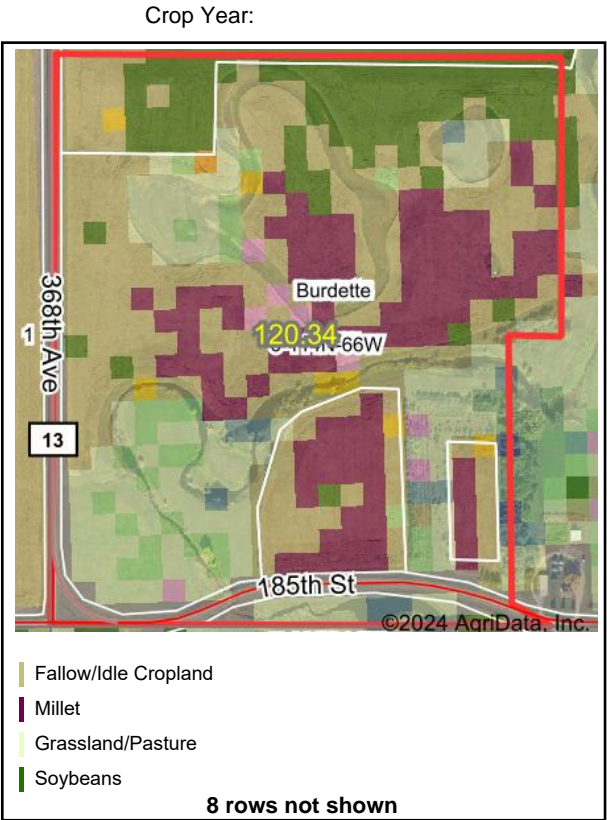 Crop Year:
Burdette
120.34
-66W
368th Ave
1
13
185th St
©2024 AgriData, Inc.
Fallow/Idle Cropland
Millet
Grassland/Pasture
Soybeans
8 rows not shown